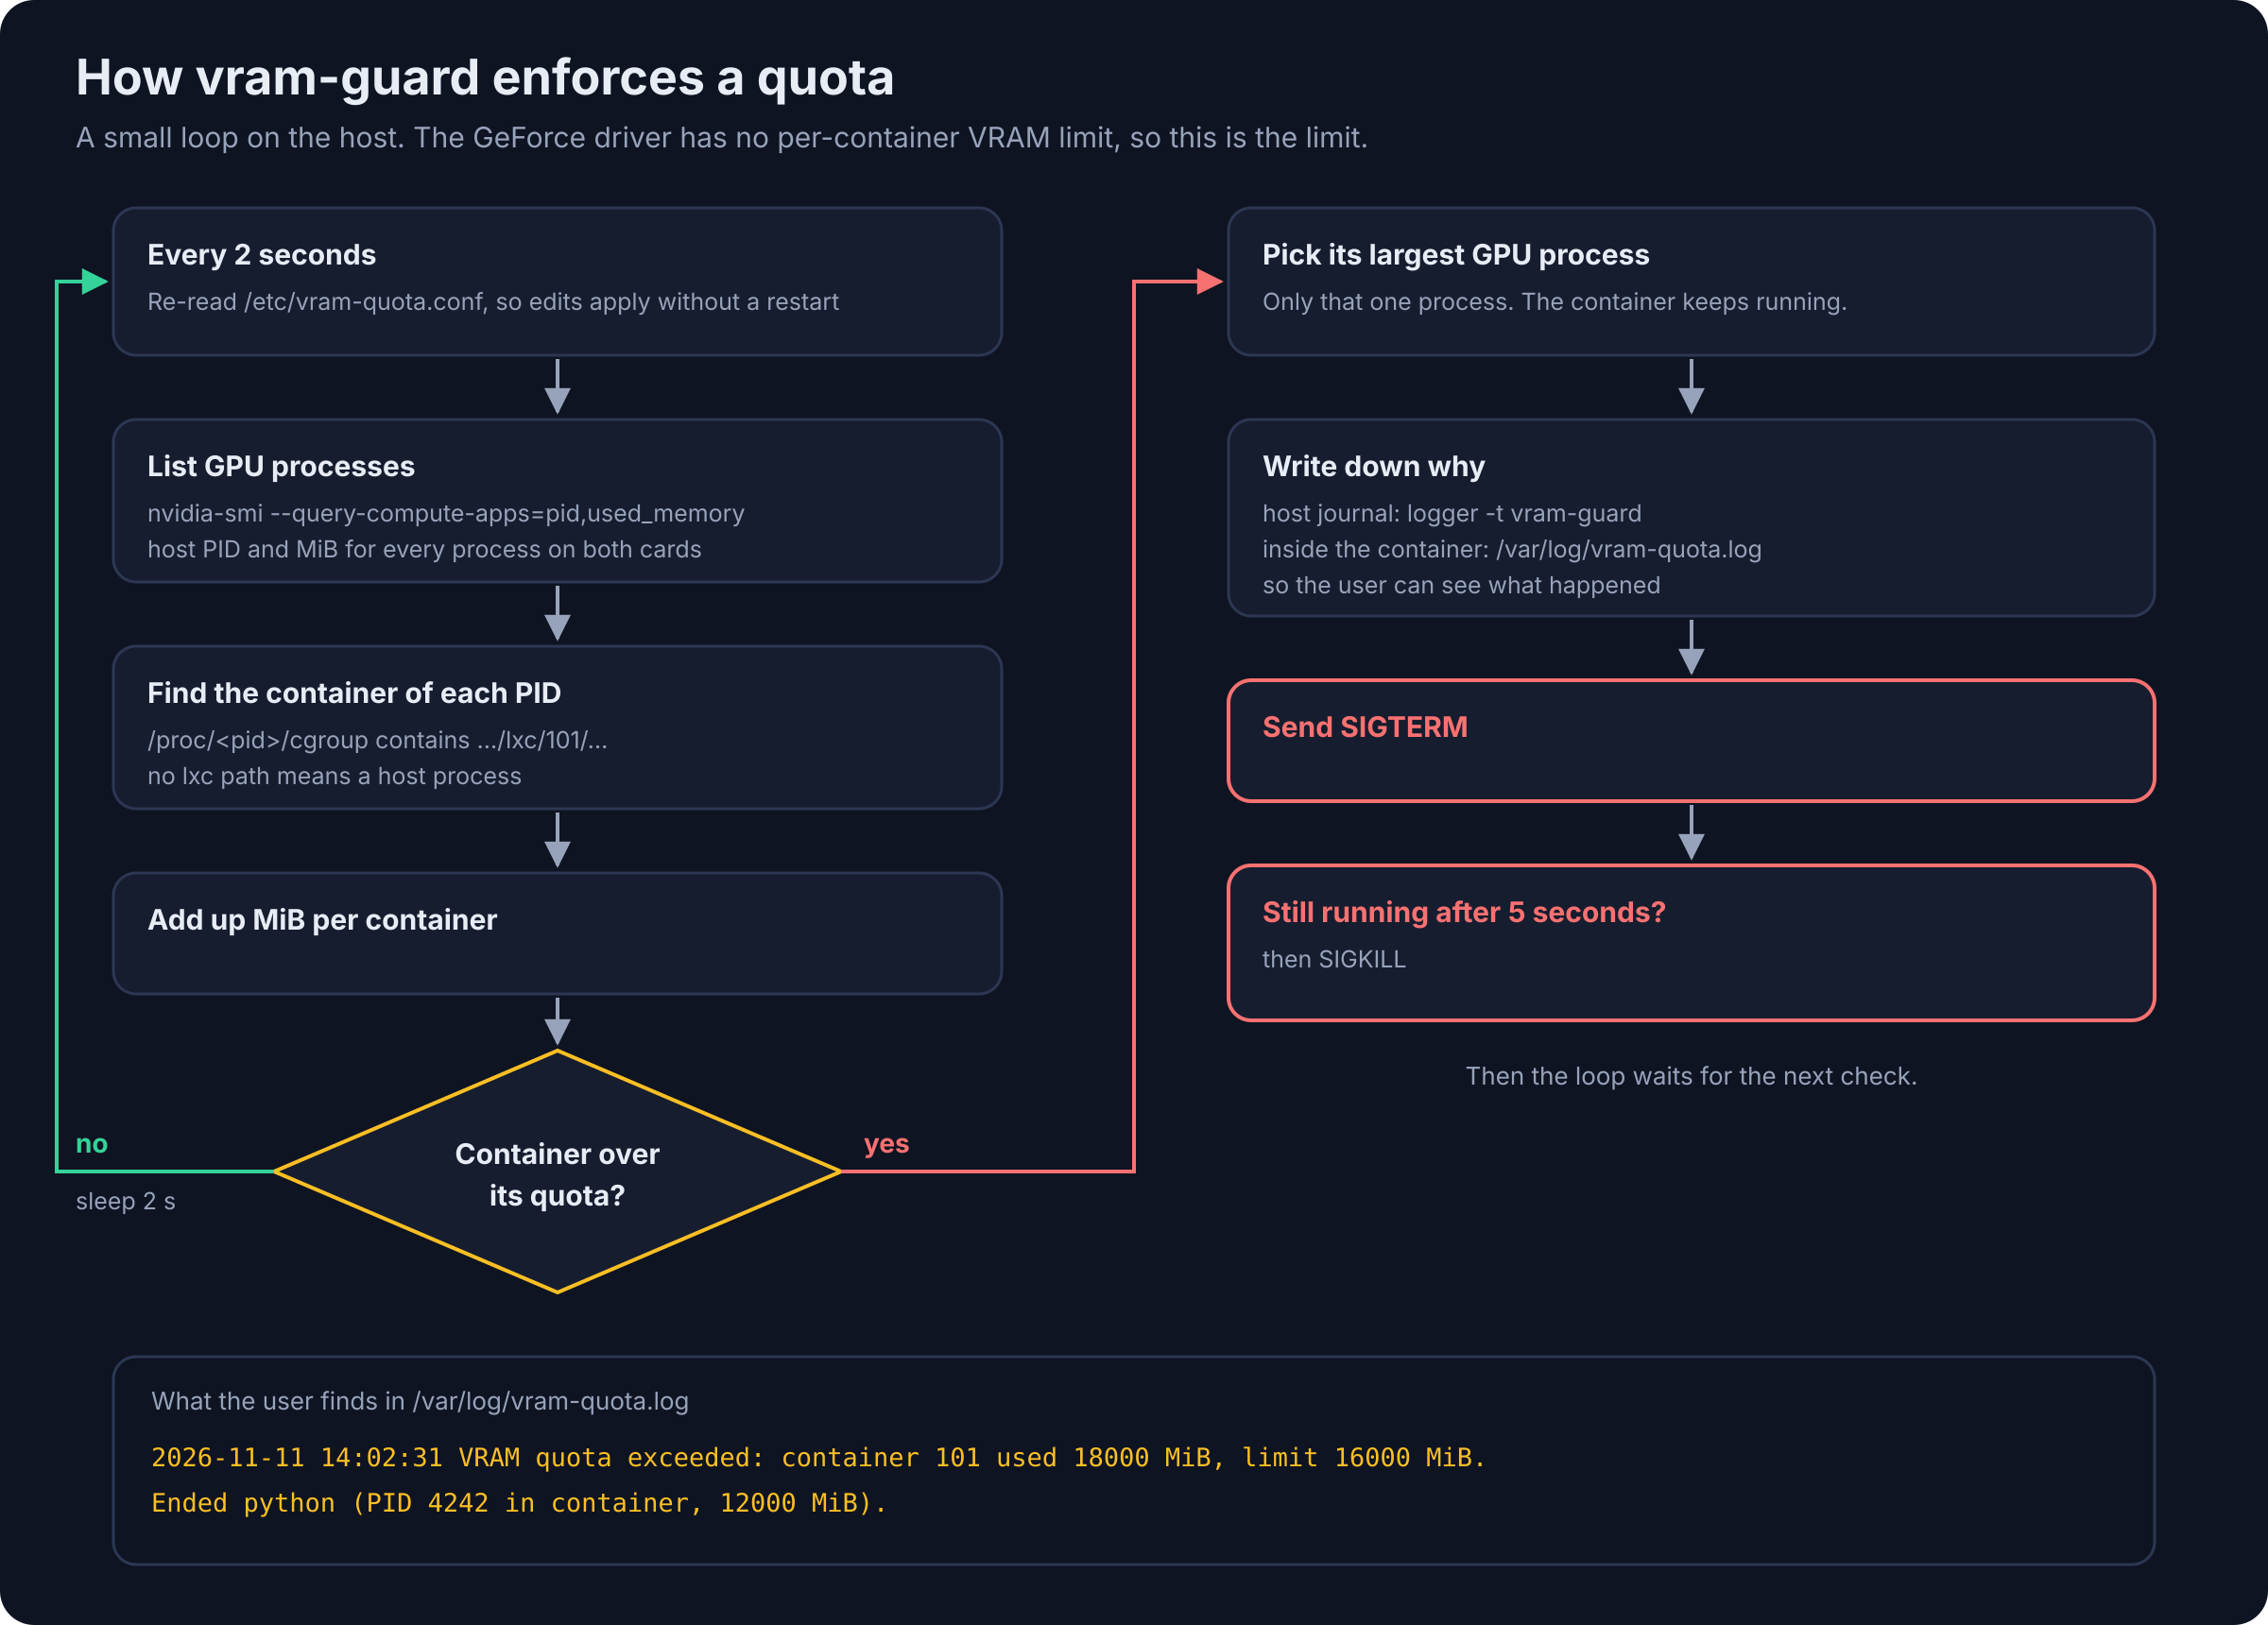 How vram-guard enforces a quota
A small loop on the host. The GeForce driver has no per-container VRAM limit, so this is the limit.
Every 2 seconds
Re-read /etc/vram-quota.conf, so edits apply without a restart
List GPU processes
nvidia-smi --query-compute-apps=pid,used_memory
host PID and MiB for every process on both cards
Find the container of each PID
/proc/<pid>/cgroup contains .../lxc/101/...
no lxc path means a host process
Add up MiB per container
Container over
its quota?
no
sleep 2 s
yes
Pick its largest GPU process
Only that one process. The container keeps running.
Write down why
host journal: logger -t vram-guard
inside the container: /var/log/vram-quota.log
so the user can see what happened
Send SIGTERM
Still running after 5 seconds?
then SIGKILL
Then the loop waits for the next check.
What the user finds in /var/log/vram-quota.log
2026-11-11 14:02:31 VRAM quota exceeded: container 101 used 18000 MiB, limit 16000 MiB.
Ended python (PID 4242 in container, 12000 MiB).